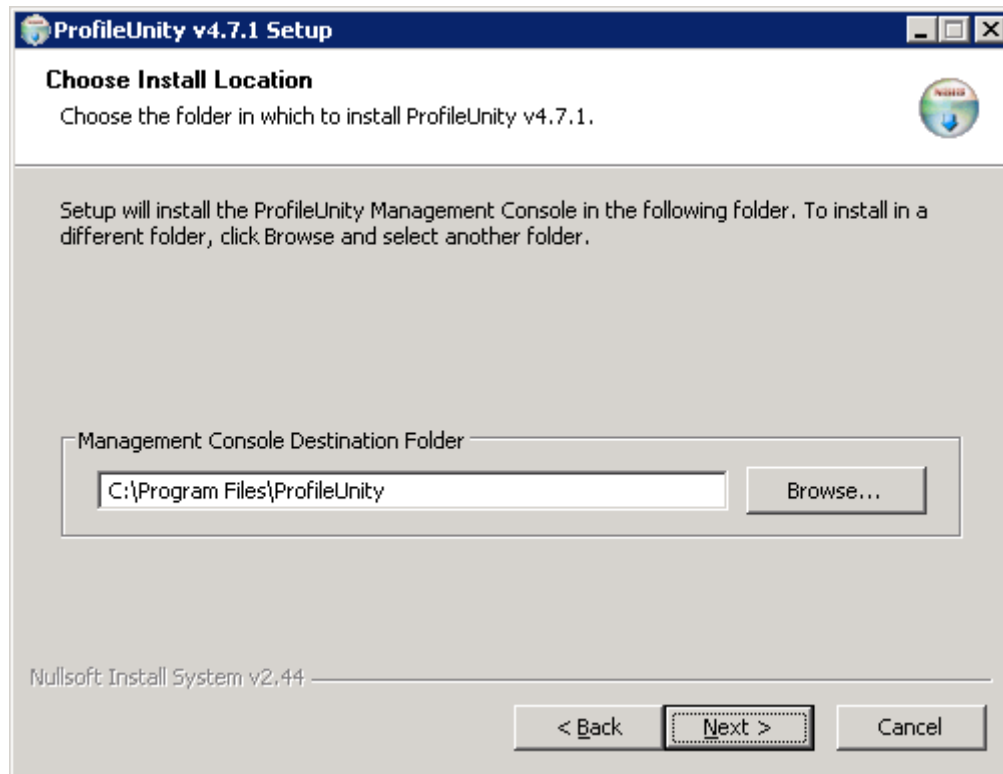 ProfileUnity v4.7.1 Setup
Choose Install Location
Choose the folder in which to install ProfileUnity v4.7.1.
Setup will install the ProfileUnity Management Console in the following folder. To install in a
different folder, click Browse and select another folder.
Management Console Destination Folder
C:\Program Files\ProfileUnity
Browse...
Nullsoft Install System v2.44
< Back
Next >
Cancel